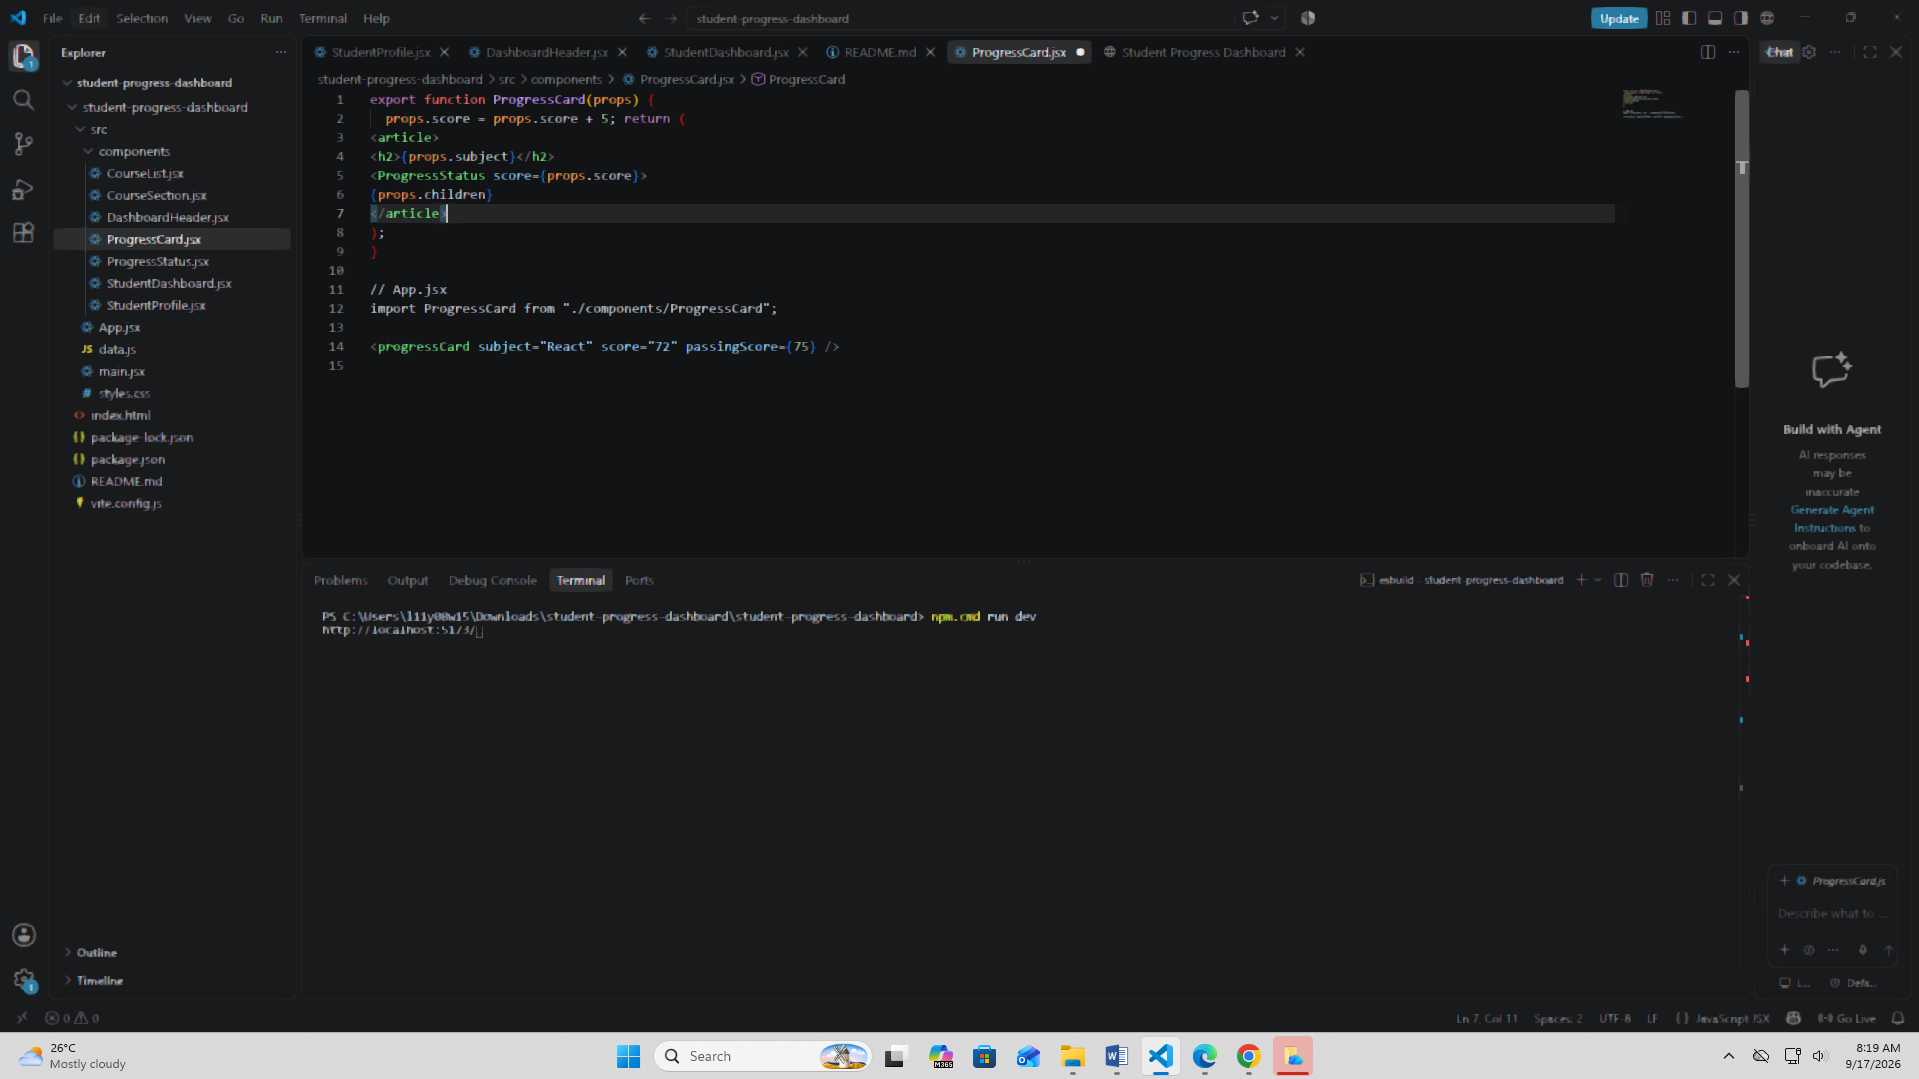 File Edit Selection View Go Run Terminal Help
student-progress-dashboard
Update
Explorer
student-progress-dashboard
student-progress-dashboard
src
components
CourseList.jsx
CourseSection.jsx
DashboardHeader.jsx
ProgressCard.jsx
ProgressStatus.jsx
StudentDashboard.jsx
StudentProfile.jsx
App.jsx
JS data.js
main.jsx
# styles.css
<> index.html
{} package-lock.json
{} package.json
README.md
vite.config.js
Outline
Timeline
StudentProfile.jsx DashboardHeader.jsx StudentDashboard.jsx README.md ProgressCard.jsx Student Progress Dashboard
student-progress-dashboard > src > components > ProgressCard.jsx > ProgressCard
1 export function ProgressCard(props) {
2 props.score = props.score + 5; return (
3 <article>
4 <h2>{props.subject}</h2>
5 <ProgressStatus score={props.score}>
6 {props.children}
7 </article>
8 );
9 }
10
11 // App.jsx
12 import ProgressCard from "./components/ProgressCard";
13
14 <progressCard subject="React" score="72" passingScore={75} />
15
Problems Output Debug Console Terminal Ports
esbuild - student-progress-dashboard
PS C:\Users\l1ly00w15\Downloads\student-progress-dashboard\student-progress-dashboard> npm.cmd run dev
http://localhost:5173/
Chat
Build with Agent
AI responses
may be
inaccurate
Generate Agent
Instructions to
onboard AI onto
your codebase.
ProgressCard.js
Describe what to ...
L... Defa...
0 0
Ln 7, Col 11 Spaces: 2 UTF-8 LF {} JavaScript JSX Go Live
26°C
Mostly cloudy
Search
M365
8:19 AM
9/17/2026